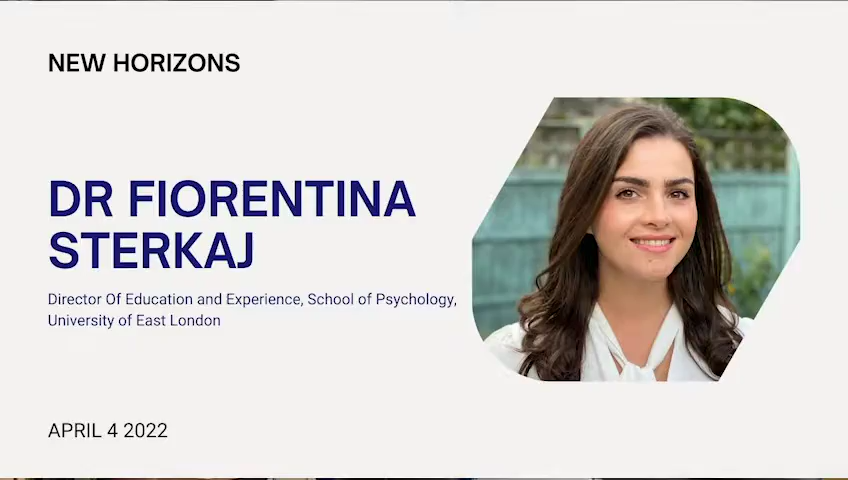 NEW HORIZONS
DR FIORENTINA
STERKAJ
Director Of Education and Experience, School of Psychology,
University of East London
APRIL 4 2022